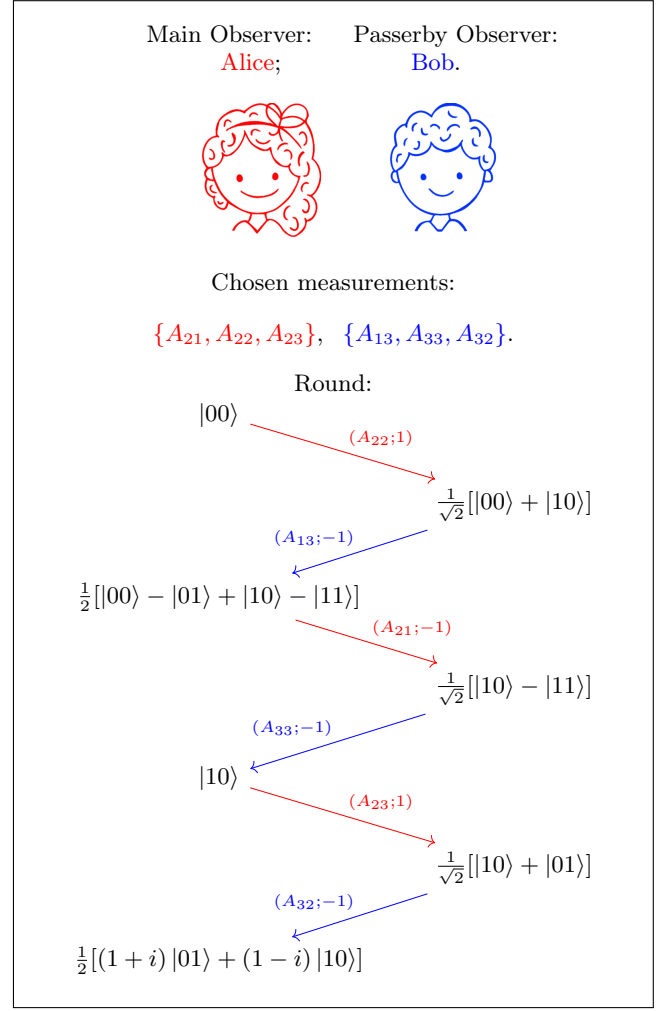 Main Observer: Passerby Observer:
Alice; Bob.
Chosen measurements:
{A₂₁, A₂₂, A₂₃}, {A₁₃, A₃₃, A₃₂}.
Round:
|00⟩
(A₂₂;1)
1/√2[|00⟩ + |10⟩]
(A₁₃;−1)
1/2[|00⟩ − |01⟩ + |10⟩ − |11⟩]
(A₂₁;−1)
1/√2[|10⟩ − |11⟩]
(A₃₃;−1)
|10⟩
(A₂₃;1)
1/√2[|10⟩ + |01⟩]
(A₃₂;−1)
1/2[(1 + i) |01⟩ + (1 − i) |10⟩]